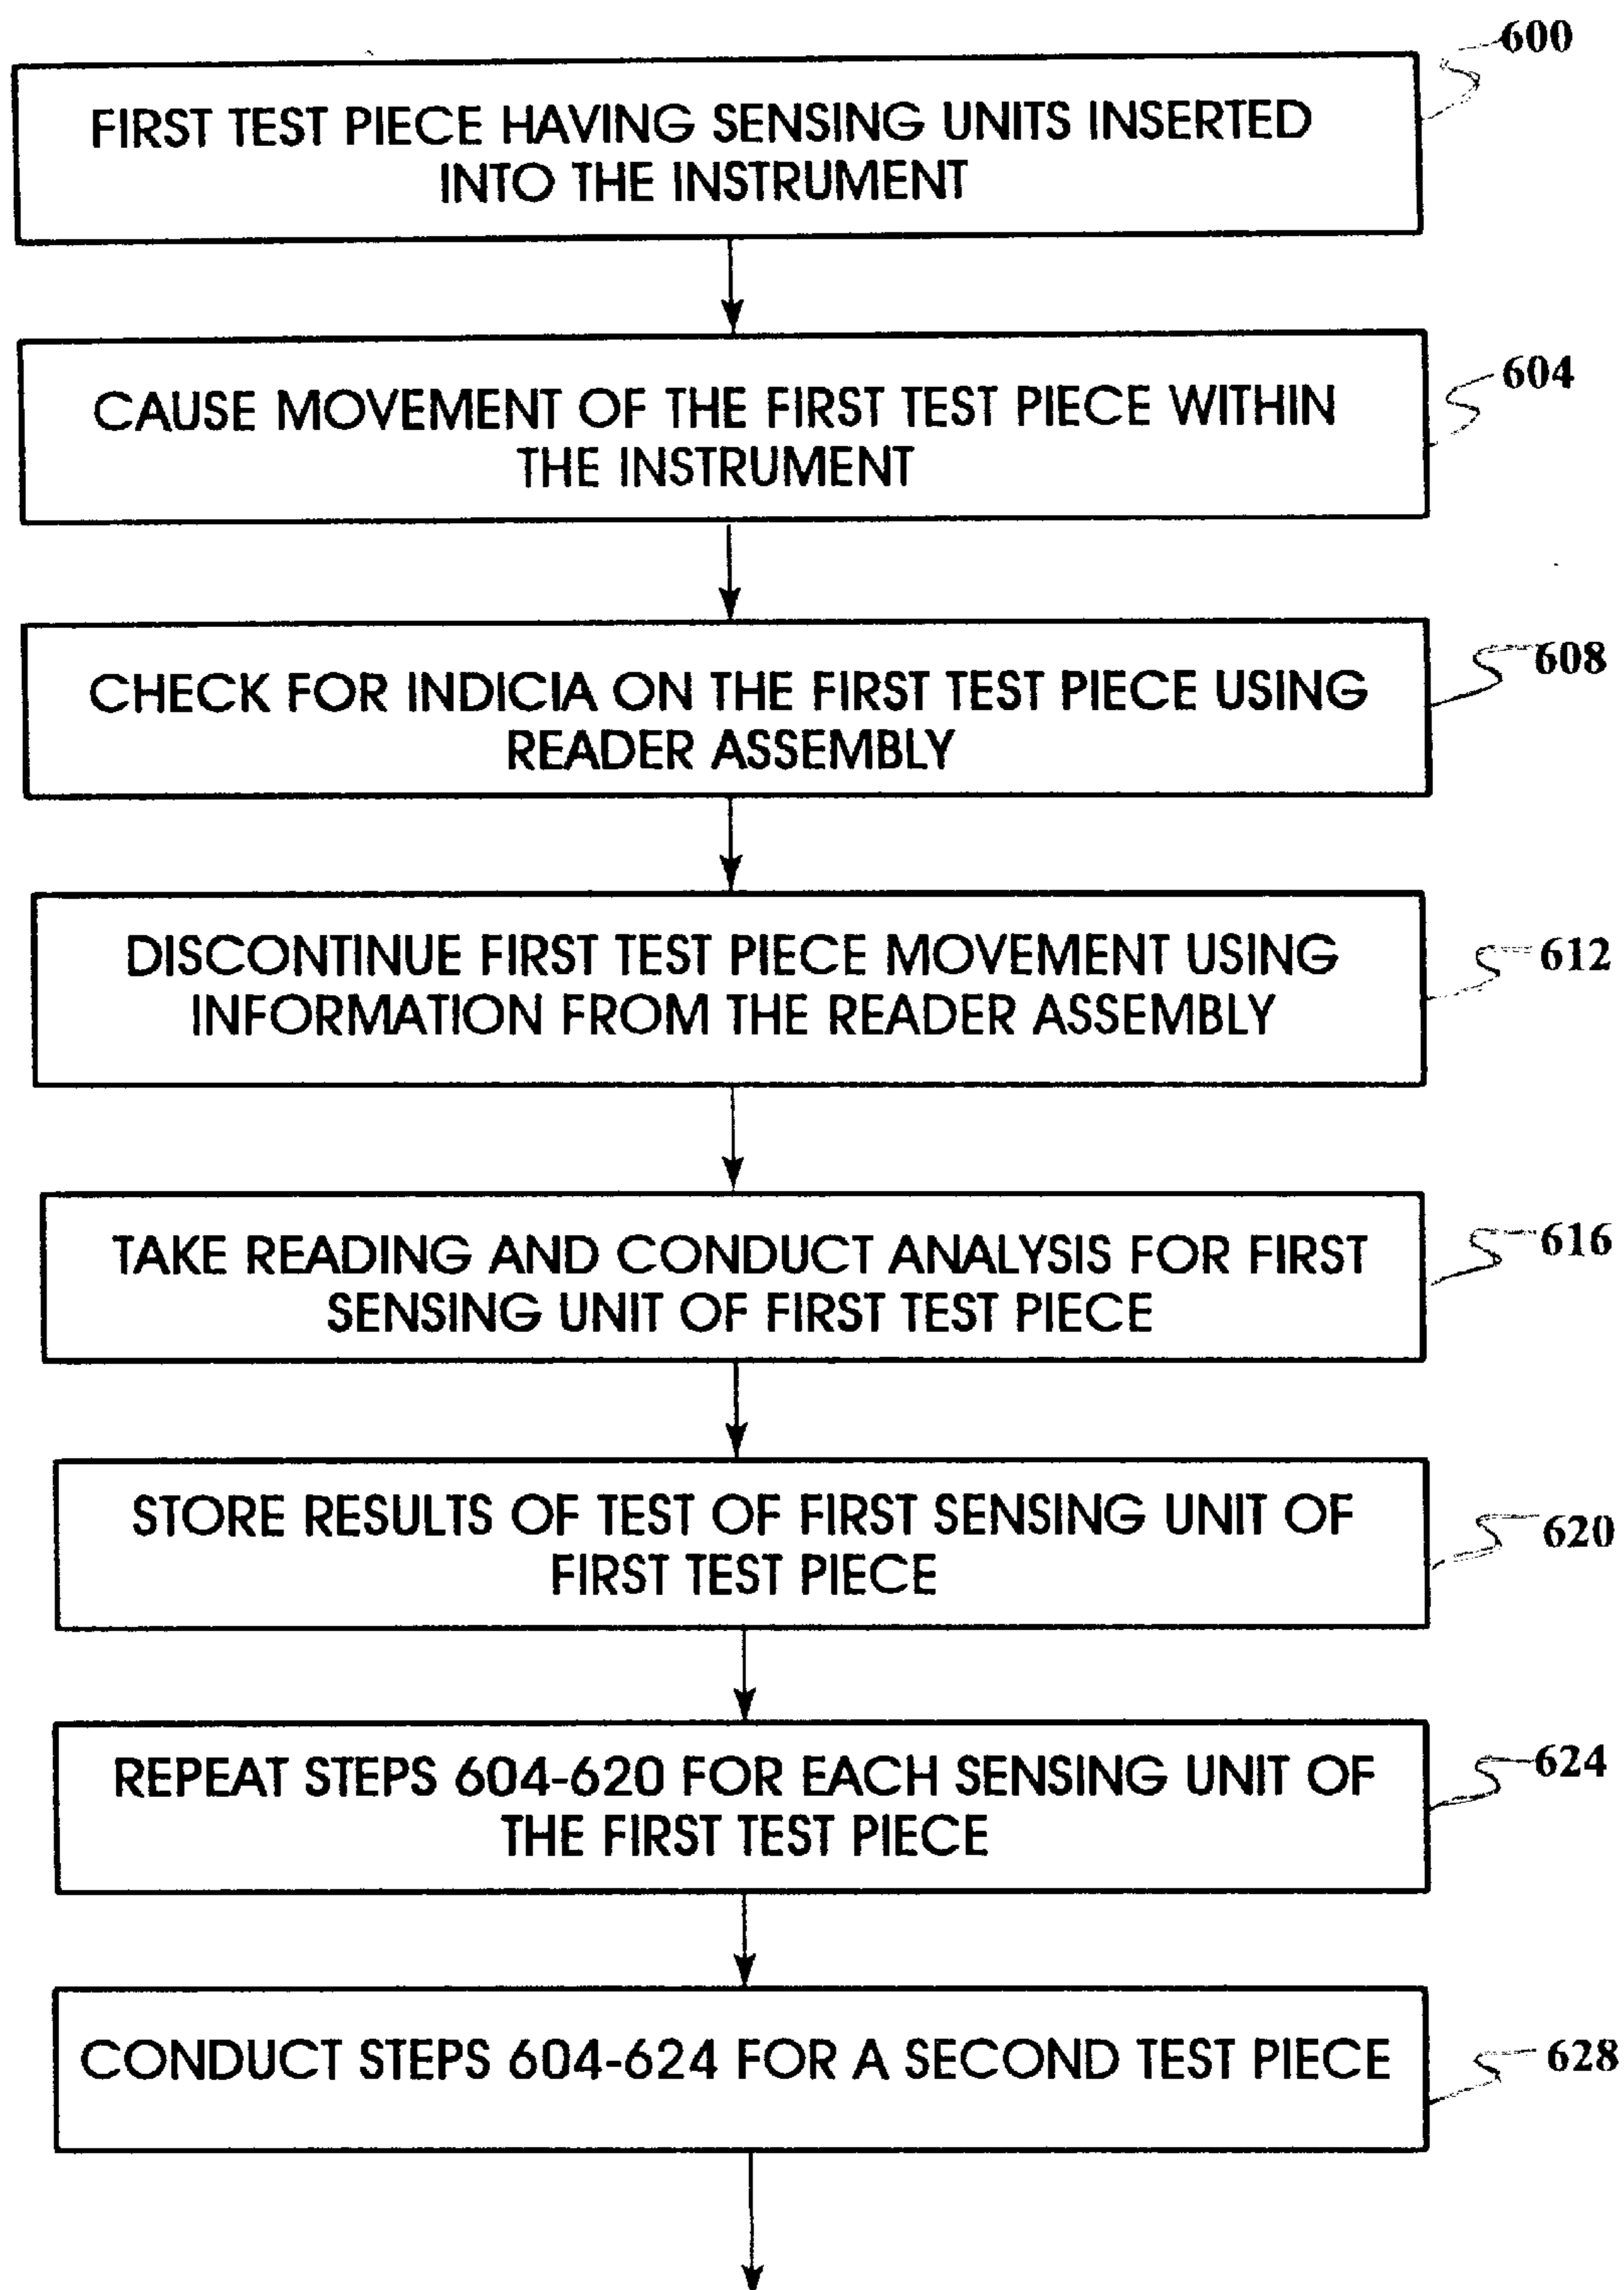 600
FIRST TEST PIECE HAVING SENSING UNITS INSERTED
INTO THE INSTRUMENT
604
CAUSE MOVEMENT OF THE FIRST TEST PIECE WITHIN
THE INSTRUMENT
608
CHECK FOR INDICIA ON THE FIRST TEST PIECE USING
READER ASSEMBLY
612
DISCONTINUE FIRST TEST PIECE MOVEMENT USING
INFORMATION FROM THE READER ASSEMBLY
616
TAKE READING AND CONDUCT ANALYSIS FOR FIRST
SENSING UNIT OF FIRST TEST PIECE
620
STORE RESULTS OF TEST OF FIRST SENSING UNIT OF
FIRST TEST PIECE
624
REPEAT STEPS 604-620 FOR EACH SENSING UNIT OF
THE FIRST TEST PIECE
628
CONDUCT STEPS 604-624 FOR A SECOND TEST PIECE